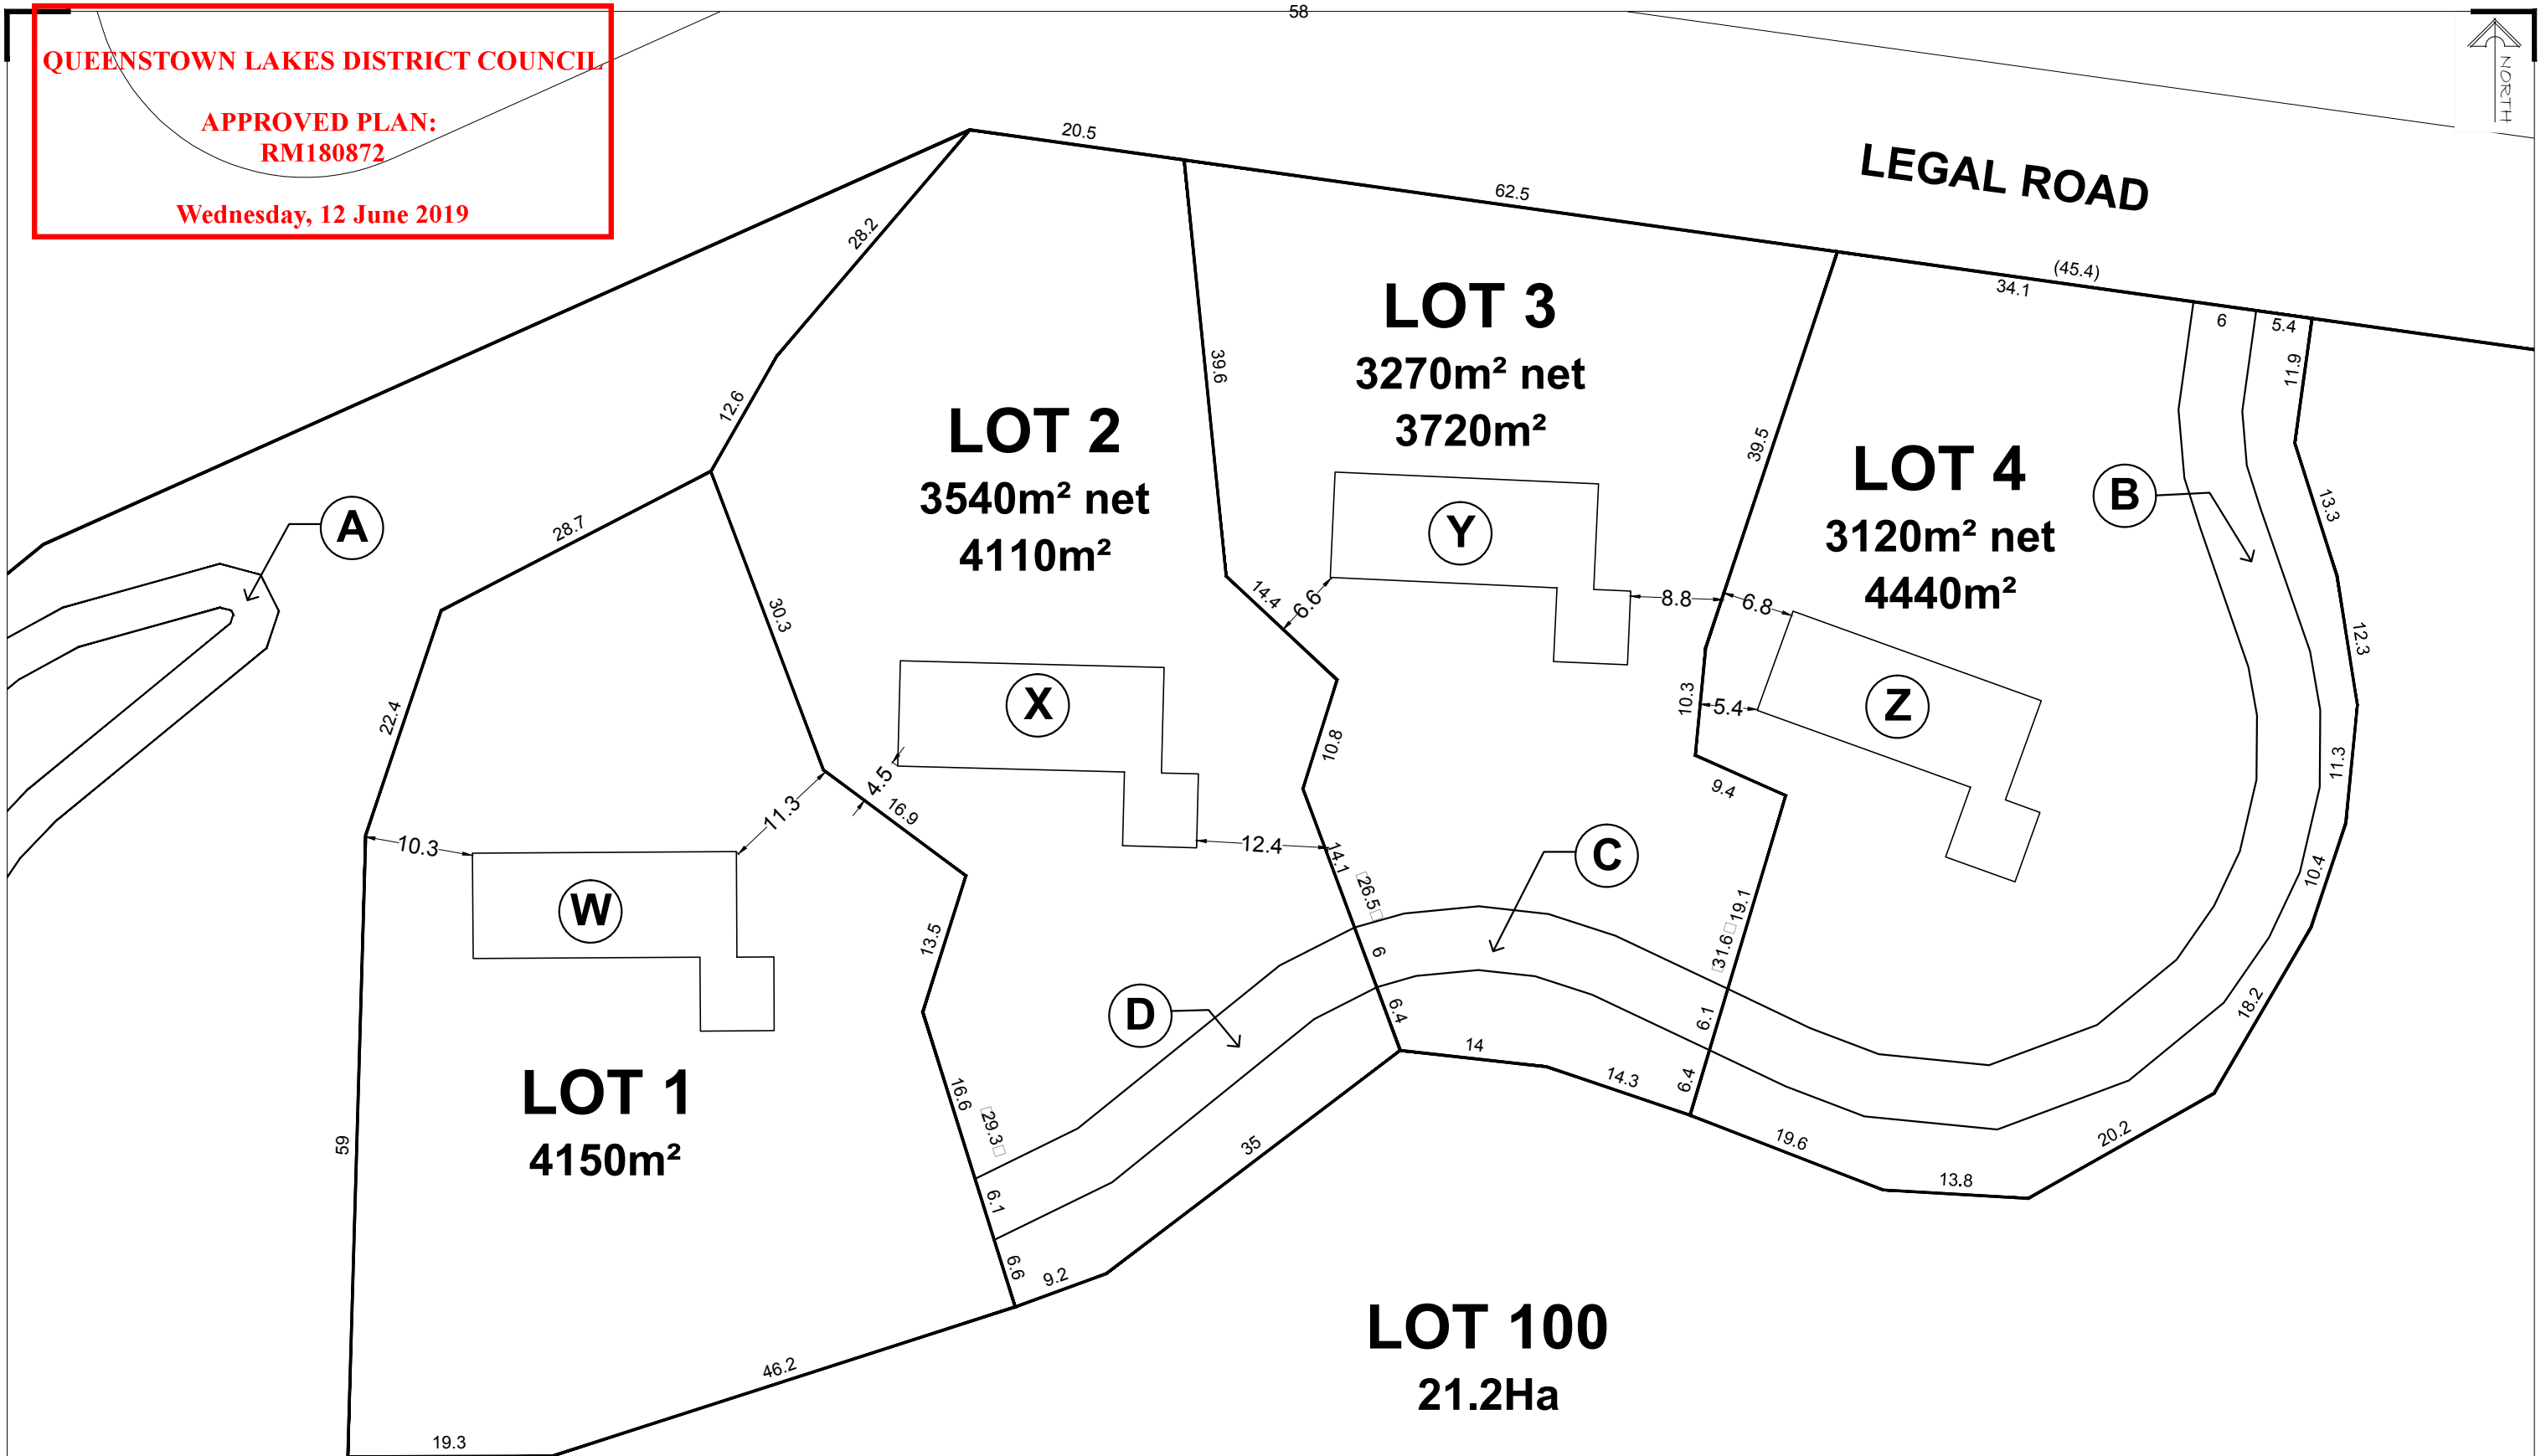 58
QUEENSTOWN LAKES DISTRICT COUNCIL
APPROVED PLAN:
RM180872
Wednesday, 12 June 2019
NORTH
LEGAL ROAD
20.5
62.5
(45.4)
34.1
6
5.4
11.9
28.2
12.6
39.6
LOT 3
3270m² net
3720m²
LOT 2
3540m² net
4110m²
39.5
LOT 4
3120m² net
4440m²
A
B
28.7
13.3
Y
14.4
6.6
8.8
6.8
30.3
12.3
22.4
X
10.3
5.4
Z
10.8
11.3
4.5
16.9
9.4
11.3
10.3
12.4
14.1
26.5
C
10.4
W
19.1
31.6
13.5
6
D
6.4
6.1
18.2
14
14.3
6.4
LOT 1
4150m²
16.6
29.3
59
35
19.6
20.2
13.8
6.1
6.6
9.2
LOT 100
21.2Ha
46.2
19.3